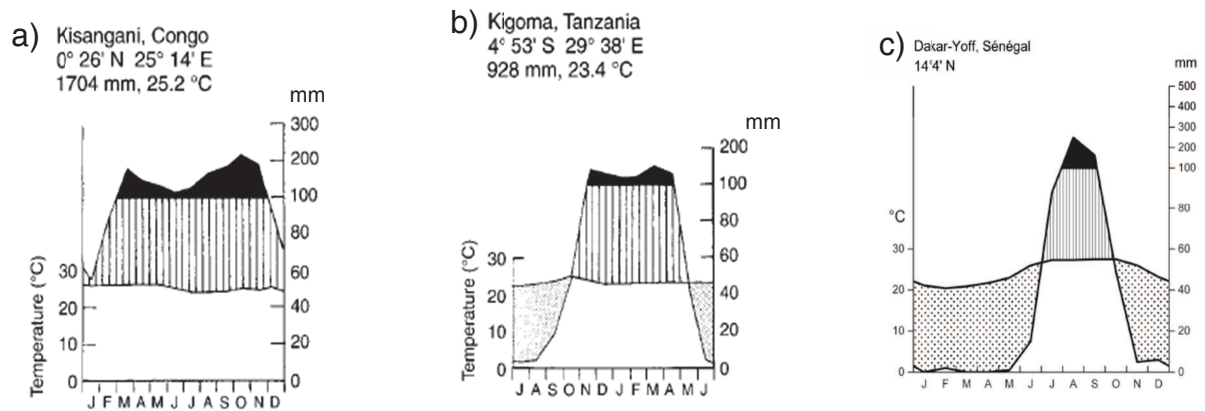 a) Kisangani, Congo
0° 26' N 25° 14' E
1704 mm, 25.2 °C
mm
300
200
100
80
60
40
20
0
Temperature (°C)
30
20
10
0
J F M A M J J A S O N D
b) Kigoma, Tanzania
4° 53' S 29° 38' E
928 mm, 23.4 °C
mm
200
100
80
60
40
20
0
Temperature (°C)
30
20
10
0
J A S O N D J F M A M J
c) Dakar-Yoff, Sénégal
14°4' N
mm
500
400
300
200
100
80
60
40
20
0
°C
30
20
10
0
J F M A M J J A S O N D